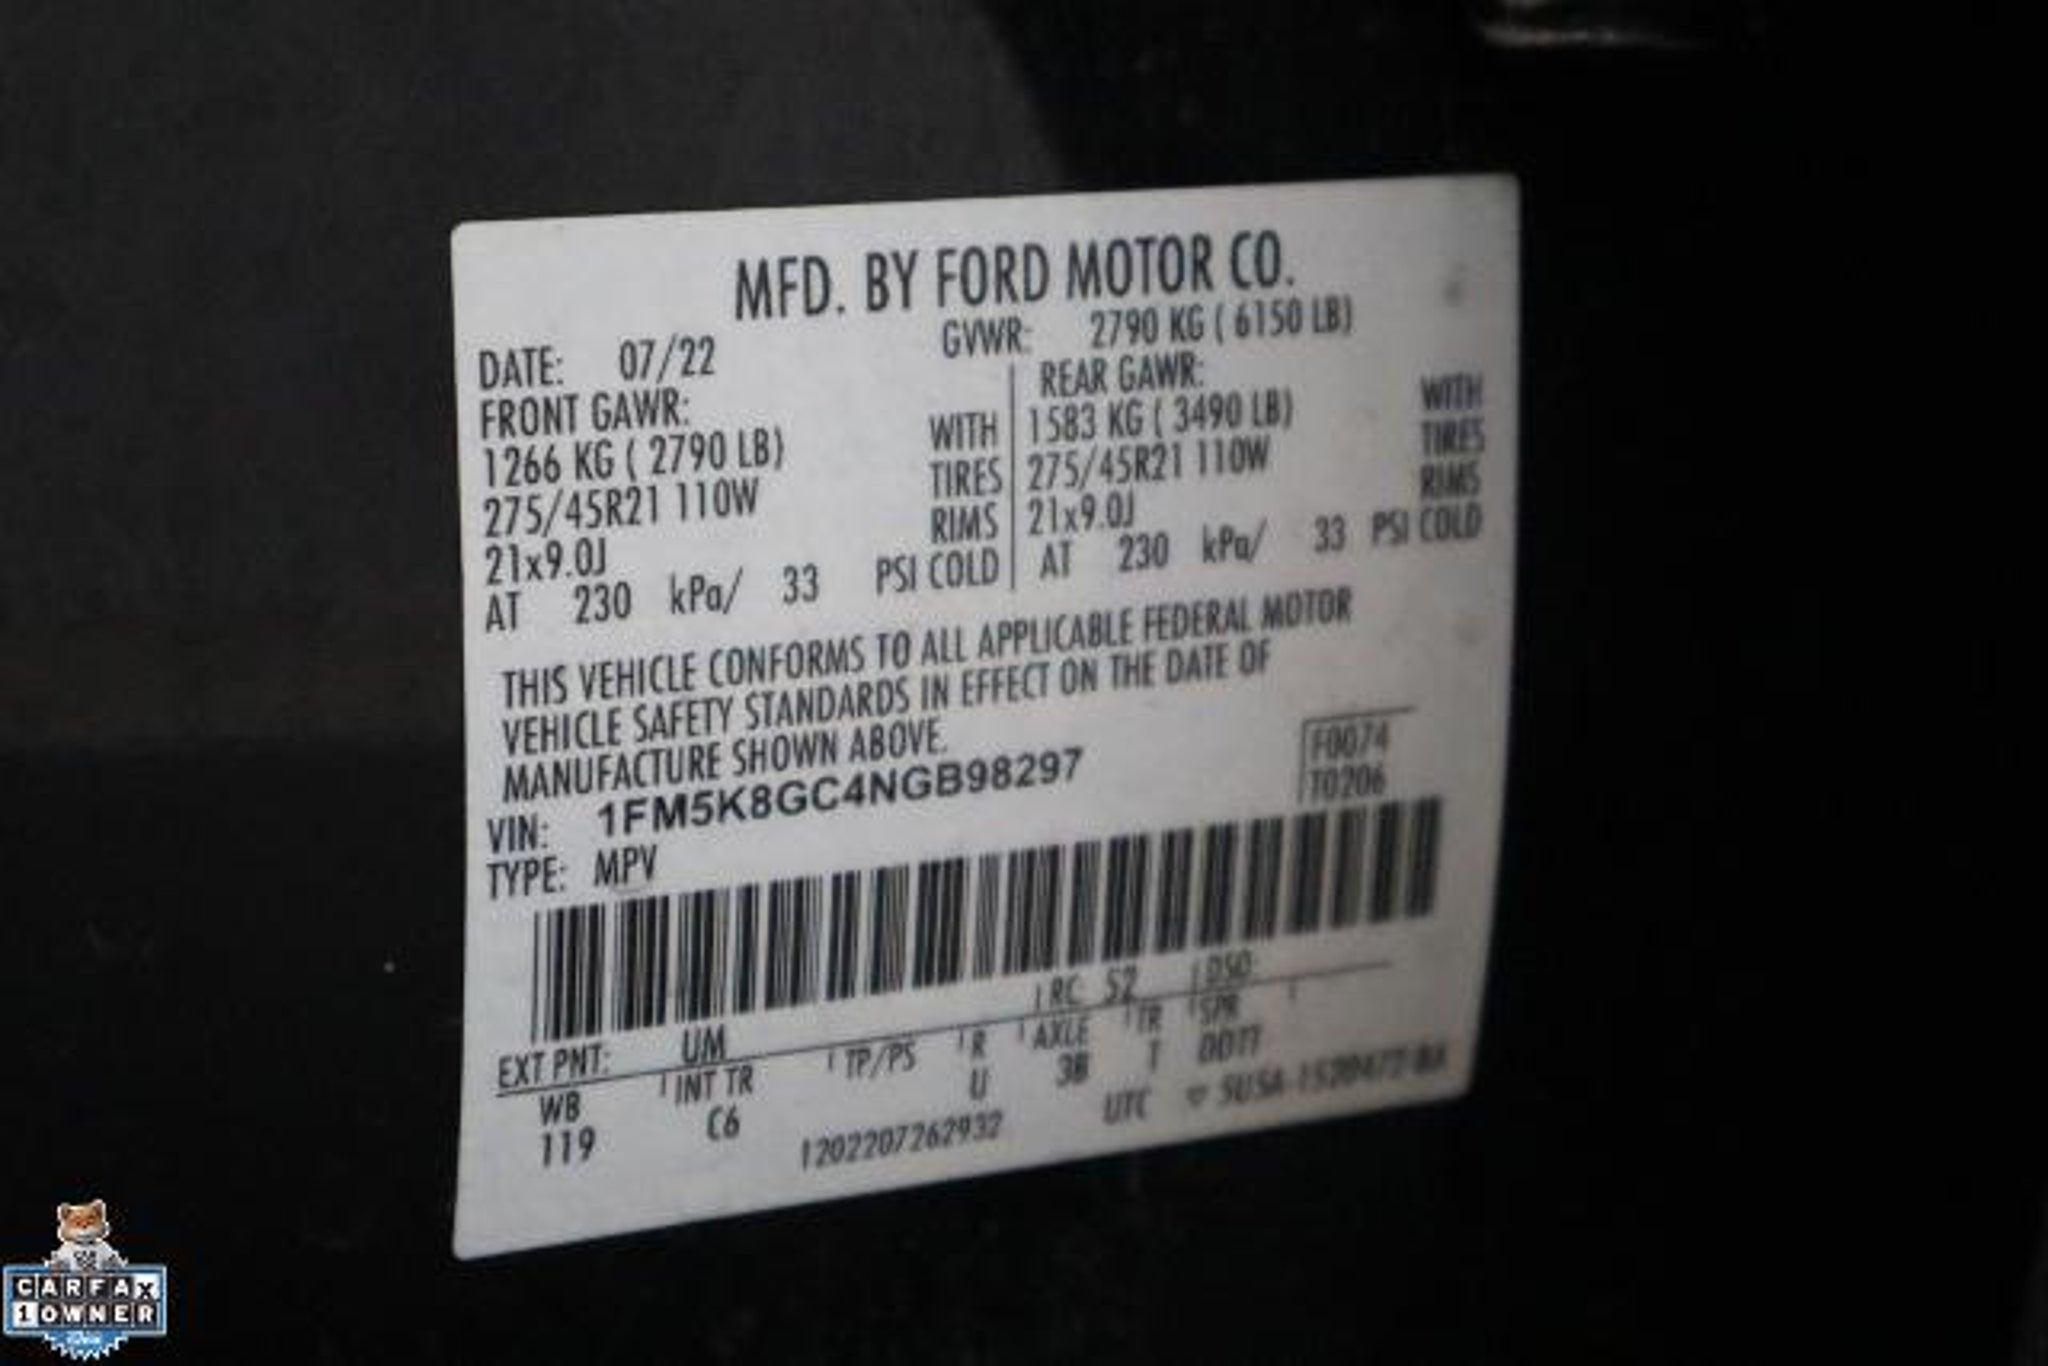 MFD. BY FORD MOTOR CO.
DATE: 07/22
GVWR: 2790 KG ( 6150 LB)
FRONT GAWR:
1266 KG ( 2790 LB) WITH
275/45R21 110W TIRES
21x9.0J RIMS
AT 230 kPa/ 33 PSI COLD
REAR GAWR:
1583 KG ( 3490 LB) WITH
275/45R21 110W TIRES
21x9.0J RIMS
AT 230 kPa/ 33 PSI COLD
THIS VEHICLE CONFORMS TO ALL APPLICABLE FEDERAL MOTOR
VEHICLE SAFETY STANDARDS IN EFFECT ON THE DATE OF
MANUFACTURE SHOWN ABOVE.
VIN: 1FM5K8GC4NGB98297
F0074
T0206
TYPE: MPV
EXT PNT: UM RC 52 DSO:
WB INT TR TP/PS R AXLE TR SPR
119 C6 U 3B T
1202207262932 UTC
CARFAX
1 OWNER